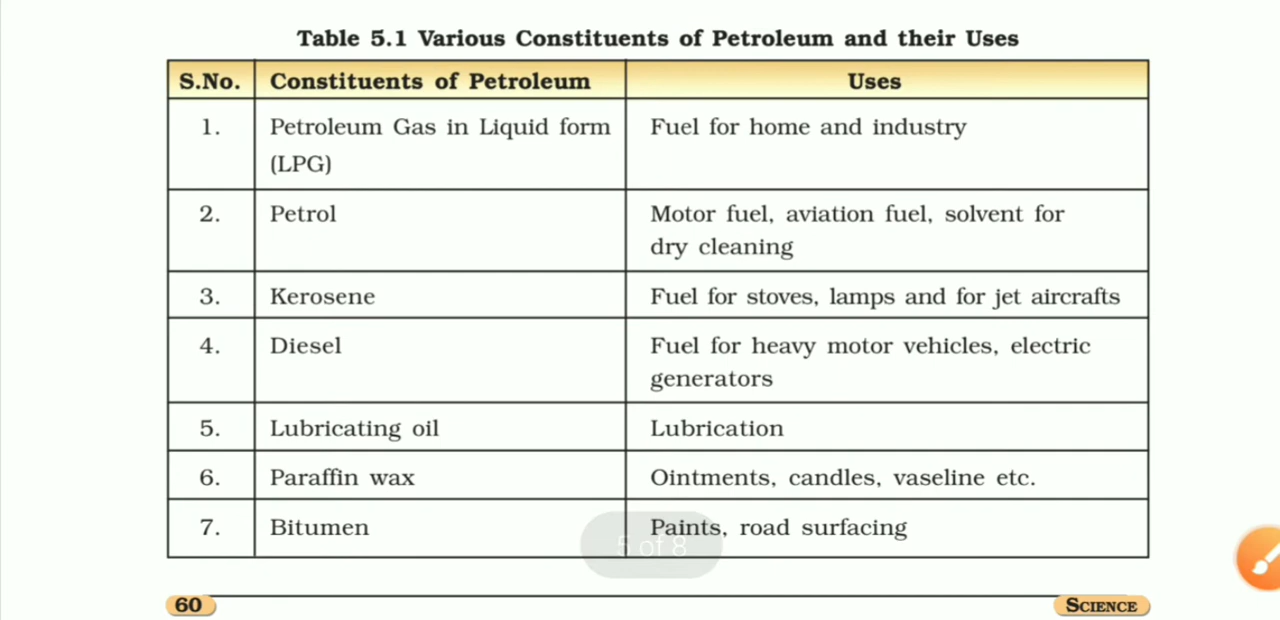 Table 5.1 Various Constituents of Petroleum and their Uses
S.No. Constituents of Petroleum Uses
1. Petroleum Gas in Liquid form Fuel for home and industry
(LPG)
2. Petrol Motor fuel, aviation fuel, solvent for
dry cleaning
3. Kerosene Fuel for stoves, lamps and for jet aircrafts
4. Diesel Fuel for heavy motor vehicles, electric
generators
5. Lubricating oil Lubrication
6. Paraffin wax Ointments, candles, vaseline etc.
7. Bitumen Paints, road surfacing
5 of 8
60 SCIENCE